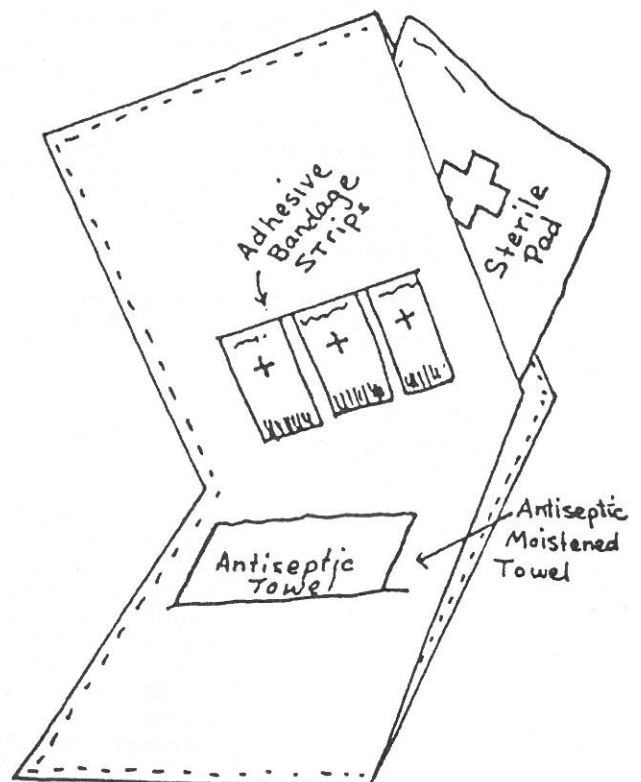 Adhesive
Bandage
Strips
Sterile
Pad
Antiseptic
Towel
Antiseptic
Moistened
Towel